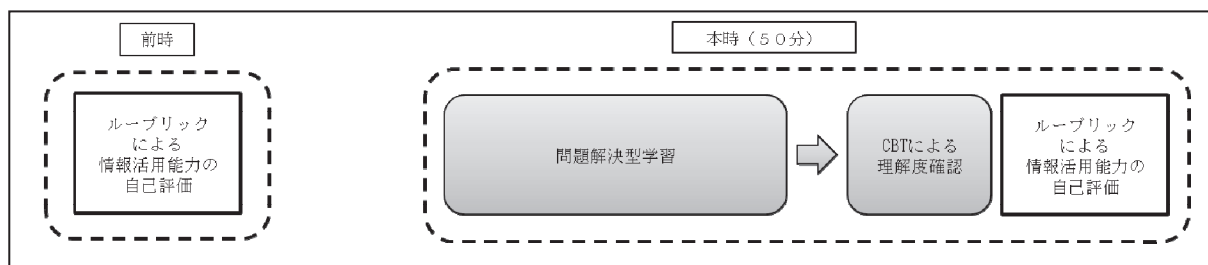 前時
ルーブリック
による
情報活用能力の
自己評価
本時（５０分）
問題解決型学習
CBTによる
理解度確認
ルーブリック
による
情報活用能力の
自己評価